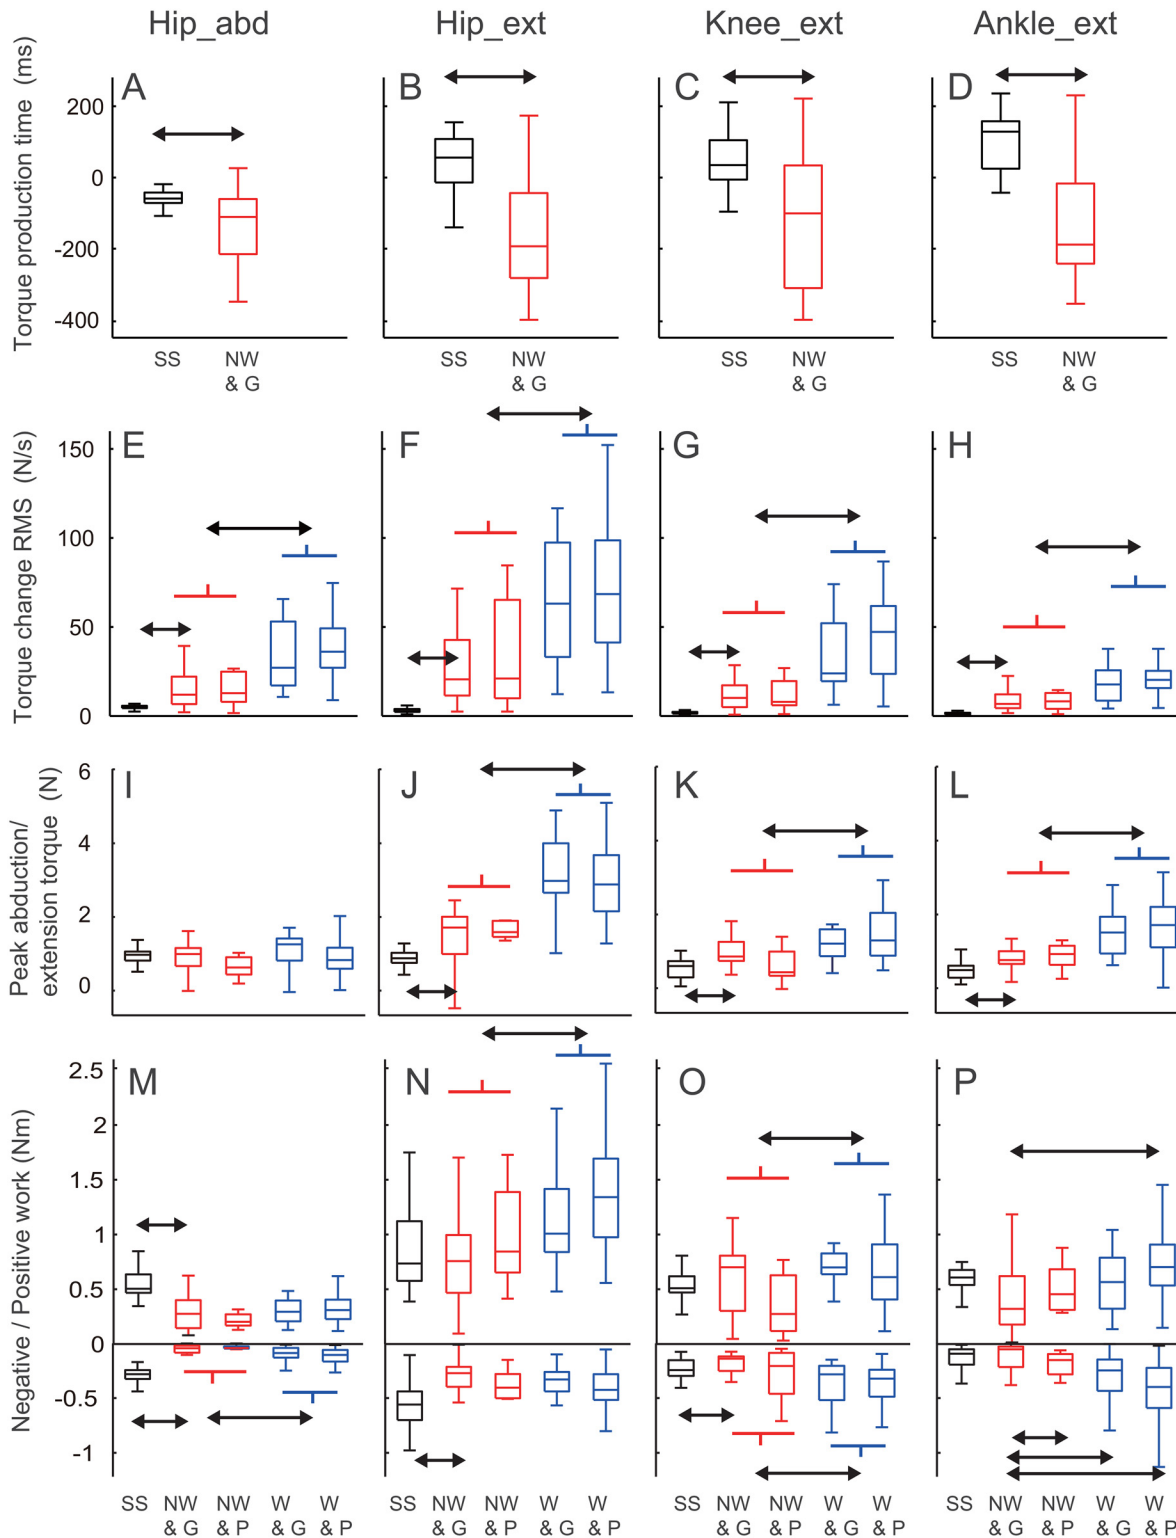 Hip_abd Hip_ext Knee_ext Ankle_ext
Torque production time (ms)
A B C D
200
0
-200
-400
SS NW SS NW SS NW SS NW
& G & G & G & G
Torque change RMS (N/s)
E F G H
150
100
50
0
Peak abduction/
extension torque (N)
I J K L
6
4
2
0
Negative / Positive work (Nm)
M N O P
2.5
2
1.5
1
0.5
0
-0.5
-1
SS NW NW W W SS NW NW W W SS NW NW W W SS NW NW W W
& G & P & G & P & G & P & G & P & G & P & G & P & G & P & G & P